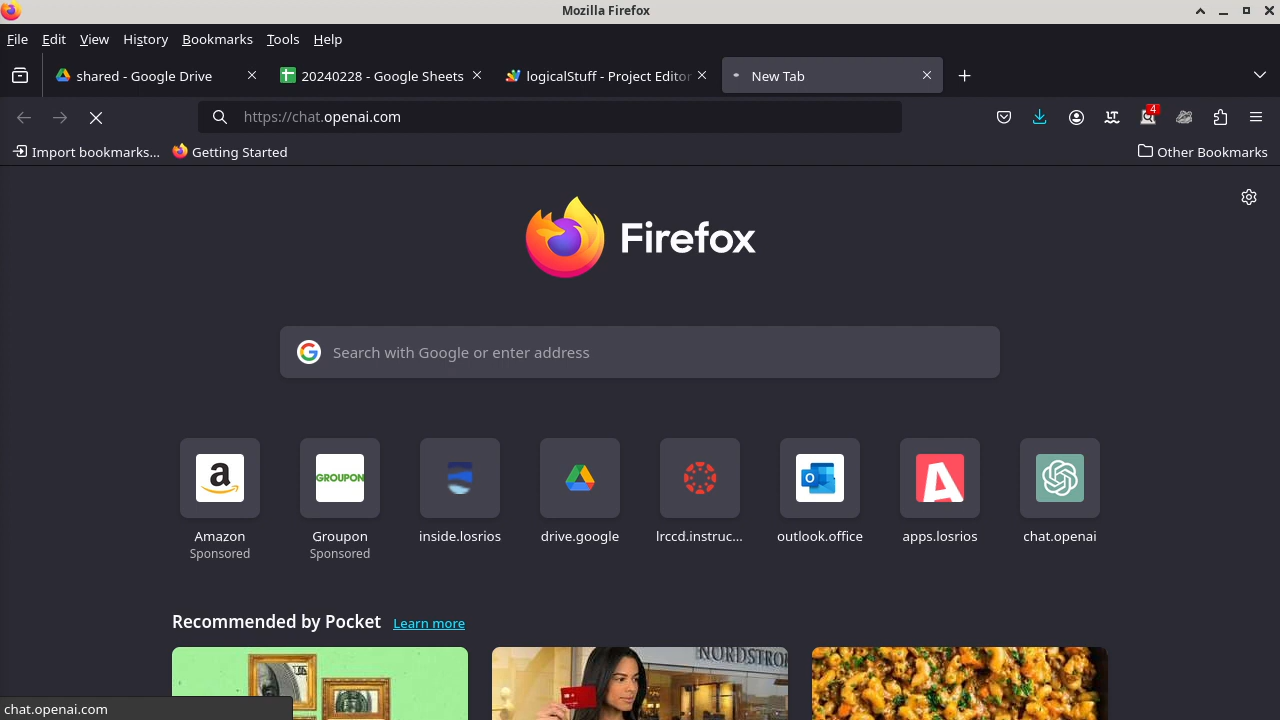 Mozilla Firefox
File Edit View History Bookmarks Tools Help
shared - Google Drive
20240228 - Google Sheets
logicalStuff - Project Editor
New Tab
https://chat.openai.com
4
Import bookmarks...
Getting Started
Other Bookmarks
Firefox
Search with Google or enter address
GROUPON
Amazon
Sponsored
Groupon
Sponsored
inside.losrios
drive.google
lrccd.instruc...
outlook.office
apps.losrios
chat.openai
Recommended by Pocket Learn more
NORDSTRO
chat.openai.com